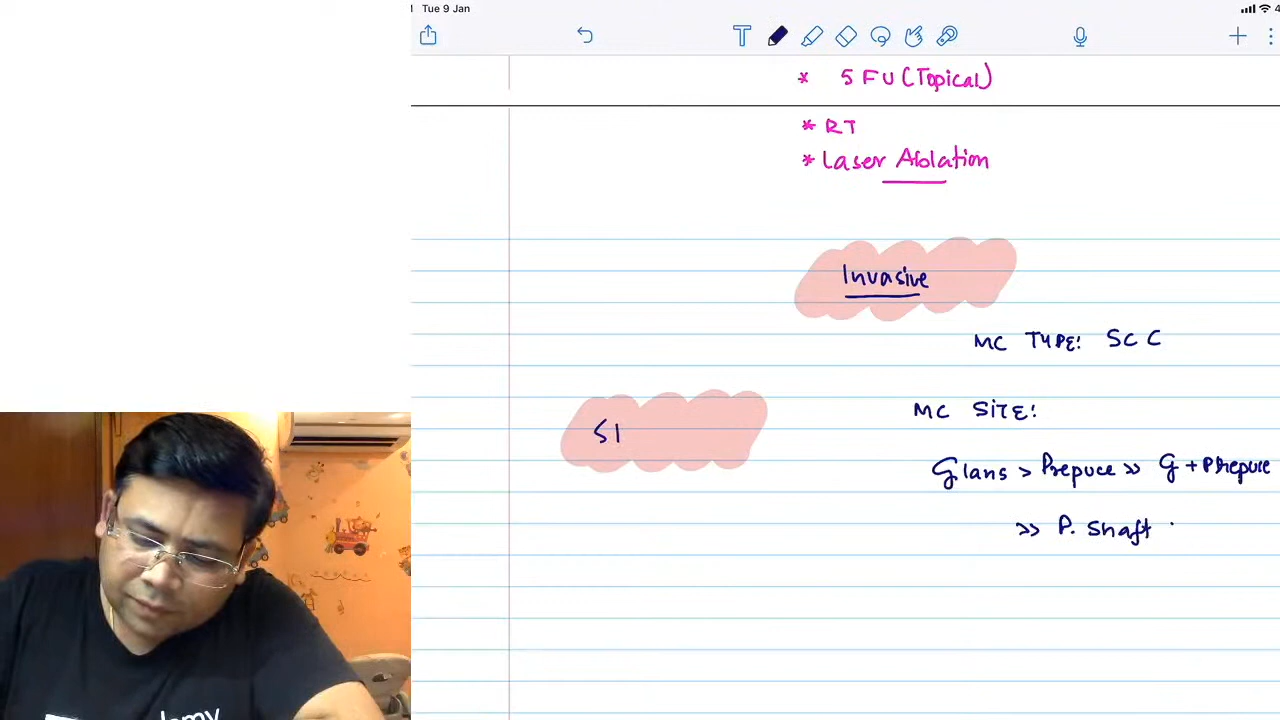 Tue 9 Jan
* 5 FU (Topical)
* RT
* Laser Ablation
Invasive
MC TYPE: SCC
SI
MC SITE:
Glans > Prepuce >> G + Prepuce
>> P. Shaft